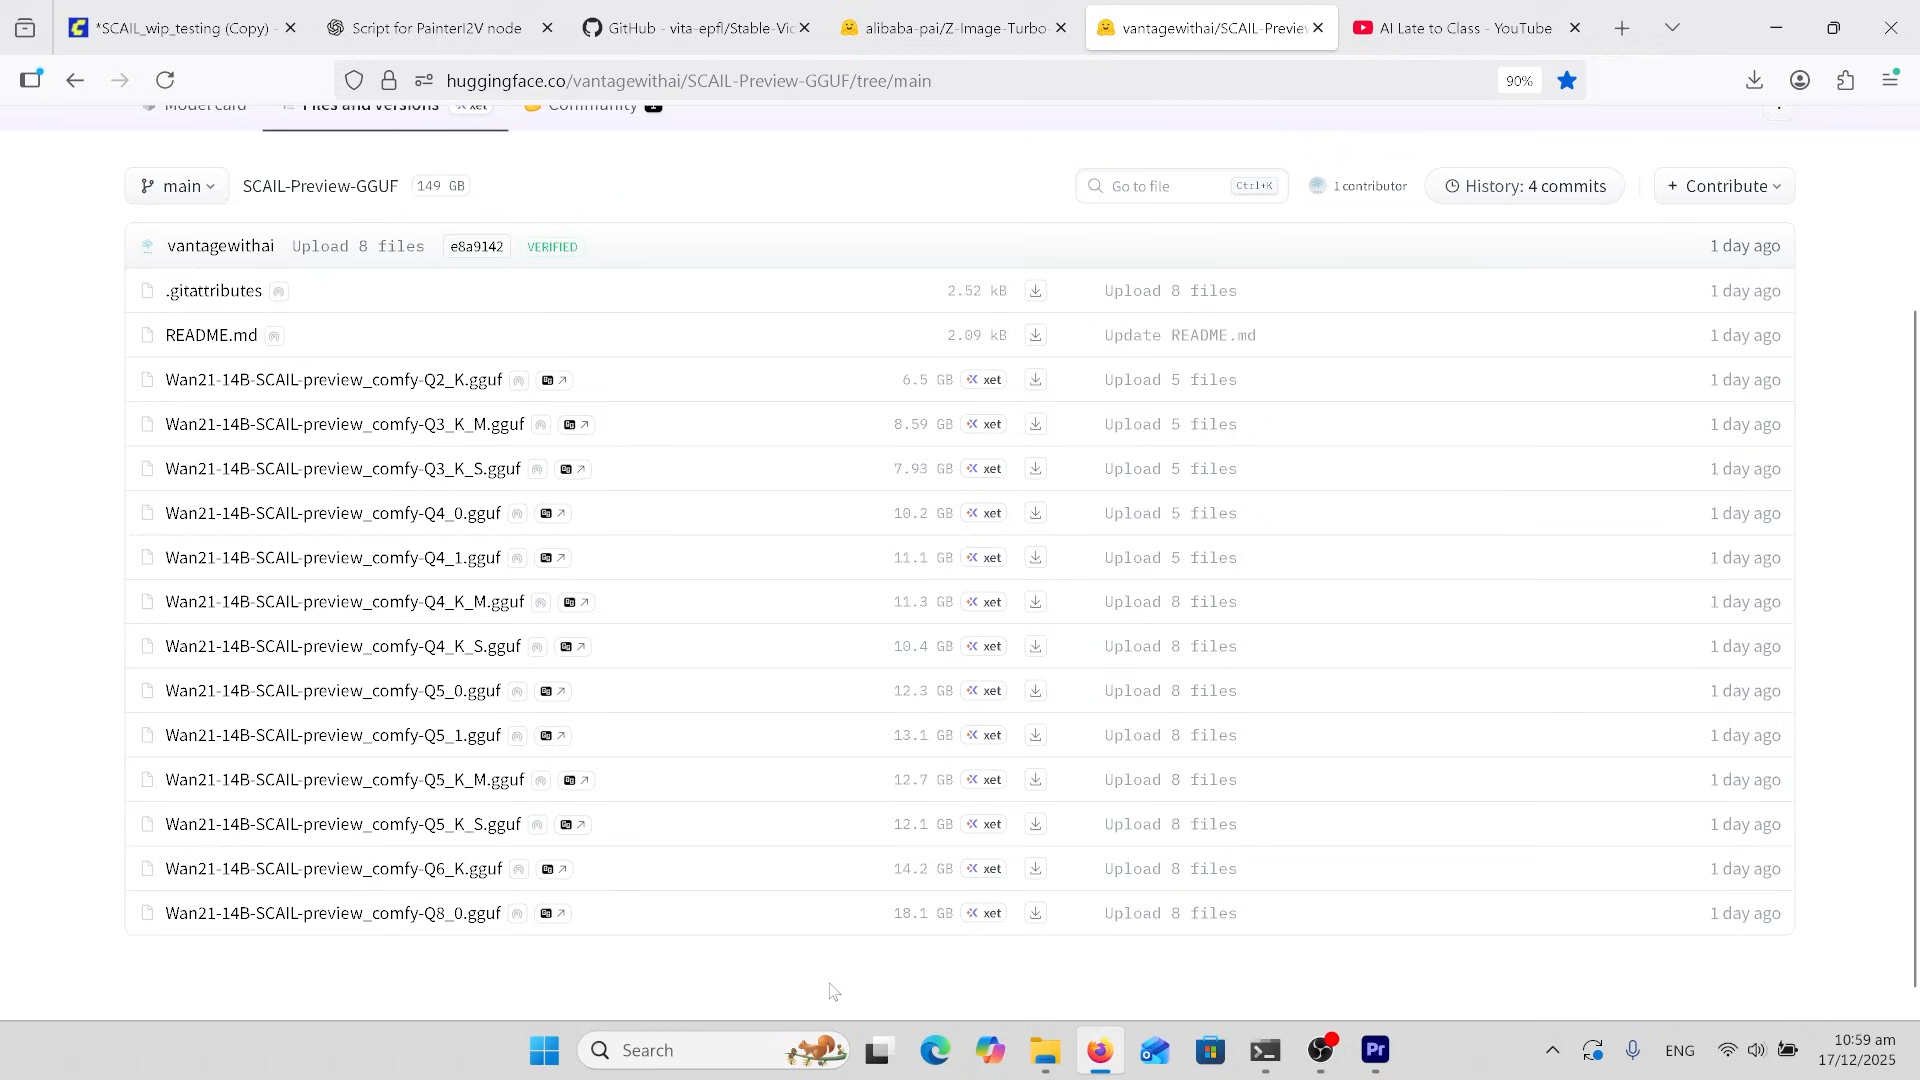 *SCAIL_wip_testing (Copy) -
Script for PainterI2V node
GitHub - vita-epfl/Stable-Vic
alibaba-pai/Z-Image-Turbo-
vantagewithai/SCAIL-Preview
AI Late to Class - YouTube
huggingface.co/vantagewithai/SCAIL-Preview-GGUF/tree/main
90%
Model card
Files and versions
xet
Community
main
SCAIL-Preview-GGUF
149 GB
Go to file
Ctrl+K
1 contributor
History: 4 commits
+ Contribute
vantagewithai Upload 8 files e8a9142 VERIFIED 1 day ago
.gitattributes 2.52 kB Upload 8 files 1 day ago
README.md 2.09 kB Update README.md 1 day ago
Wan21-14B-SCAIL-preview_comfy-Q2_K.gguf 6.5 GB xet Upload 5 files 1 day ago
Wan21-14B-SCAIL-preview_comfy-Q3_K_M.gguf 8.59 GB xet Upload 5 files 1 day ago
Wan21-14B-SCAIL-preview_comfy-Q3_K_S.gguf 7.93 GB xet Upload 5 files 1 day ago
Wan21-14B-SCAIL-preview_comfy-Q4_0.gguf 10.2 GB xet Upload 5 files 1 day ago
Wan21-14B-SCAIL-preview_comfy-Q4_1.gguf 11.1 GB xet Upload 5 files 1 day ago
Wan21-14B-SCAIL-preview_comfy-Q4_K_M.gguf 11.3 GB xet Upload 8 files 1 day ago
Wan21-14B-SCAIL-preview_comfy-Q4_K_S.gguf 10.4 GB xet Upload 8 files 1 day ago
Wan21-14B-SCAIL-preview_comfy-Q5_0.gguf 12.3 GB xet Upload 8 files 1 day ago
Wan21-14B-SCAIL-preview_comfy-Q5_1.gguf 13.1 GB xet Upload 8 files 1 day ago
Wan21-14B-SCAIL-preview_comfy-Q5_K_M.gguf 12.7 GB xet Upload 8 files 1 day ago
Wan21-14B-SCAIL-preview_comfy-Q5_K_S.gguf 12.1 GB xet Upload 8 files 1 day ago
Wan21-14B-SCAIL-preview_comfy-Q6_K.gguf 14.2 GB xet Upload 8 files 1 day ago
Wan21-14B-SCAIL-preview_comfy-Q8_0.gguf 18.1 GB xet Upload 8 files 1 day ago
Search
Pr
ENG
10:59 am
17/12/2025